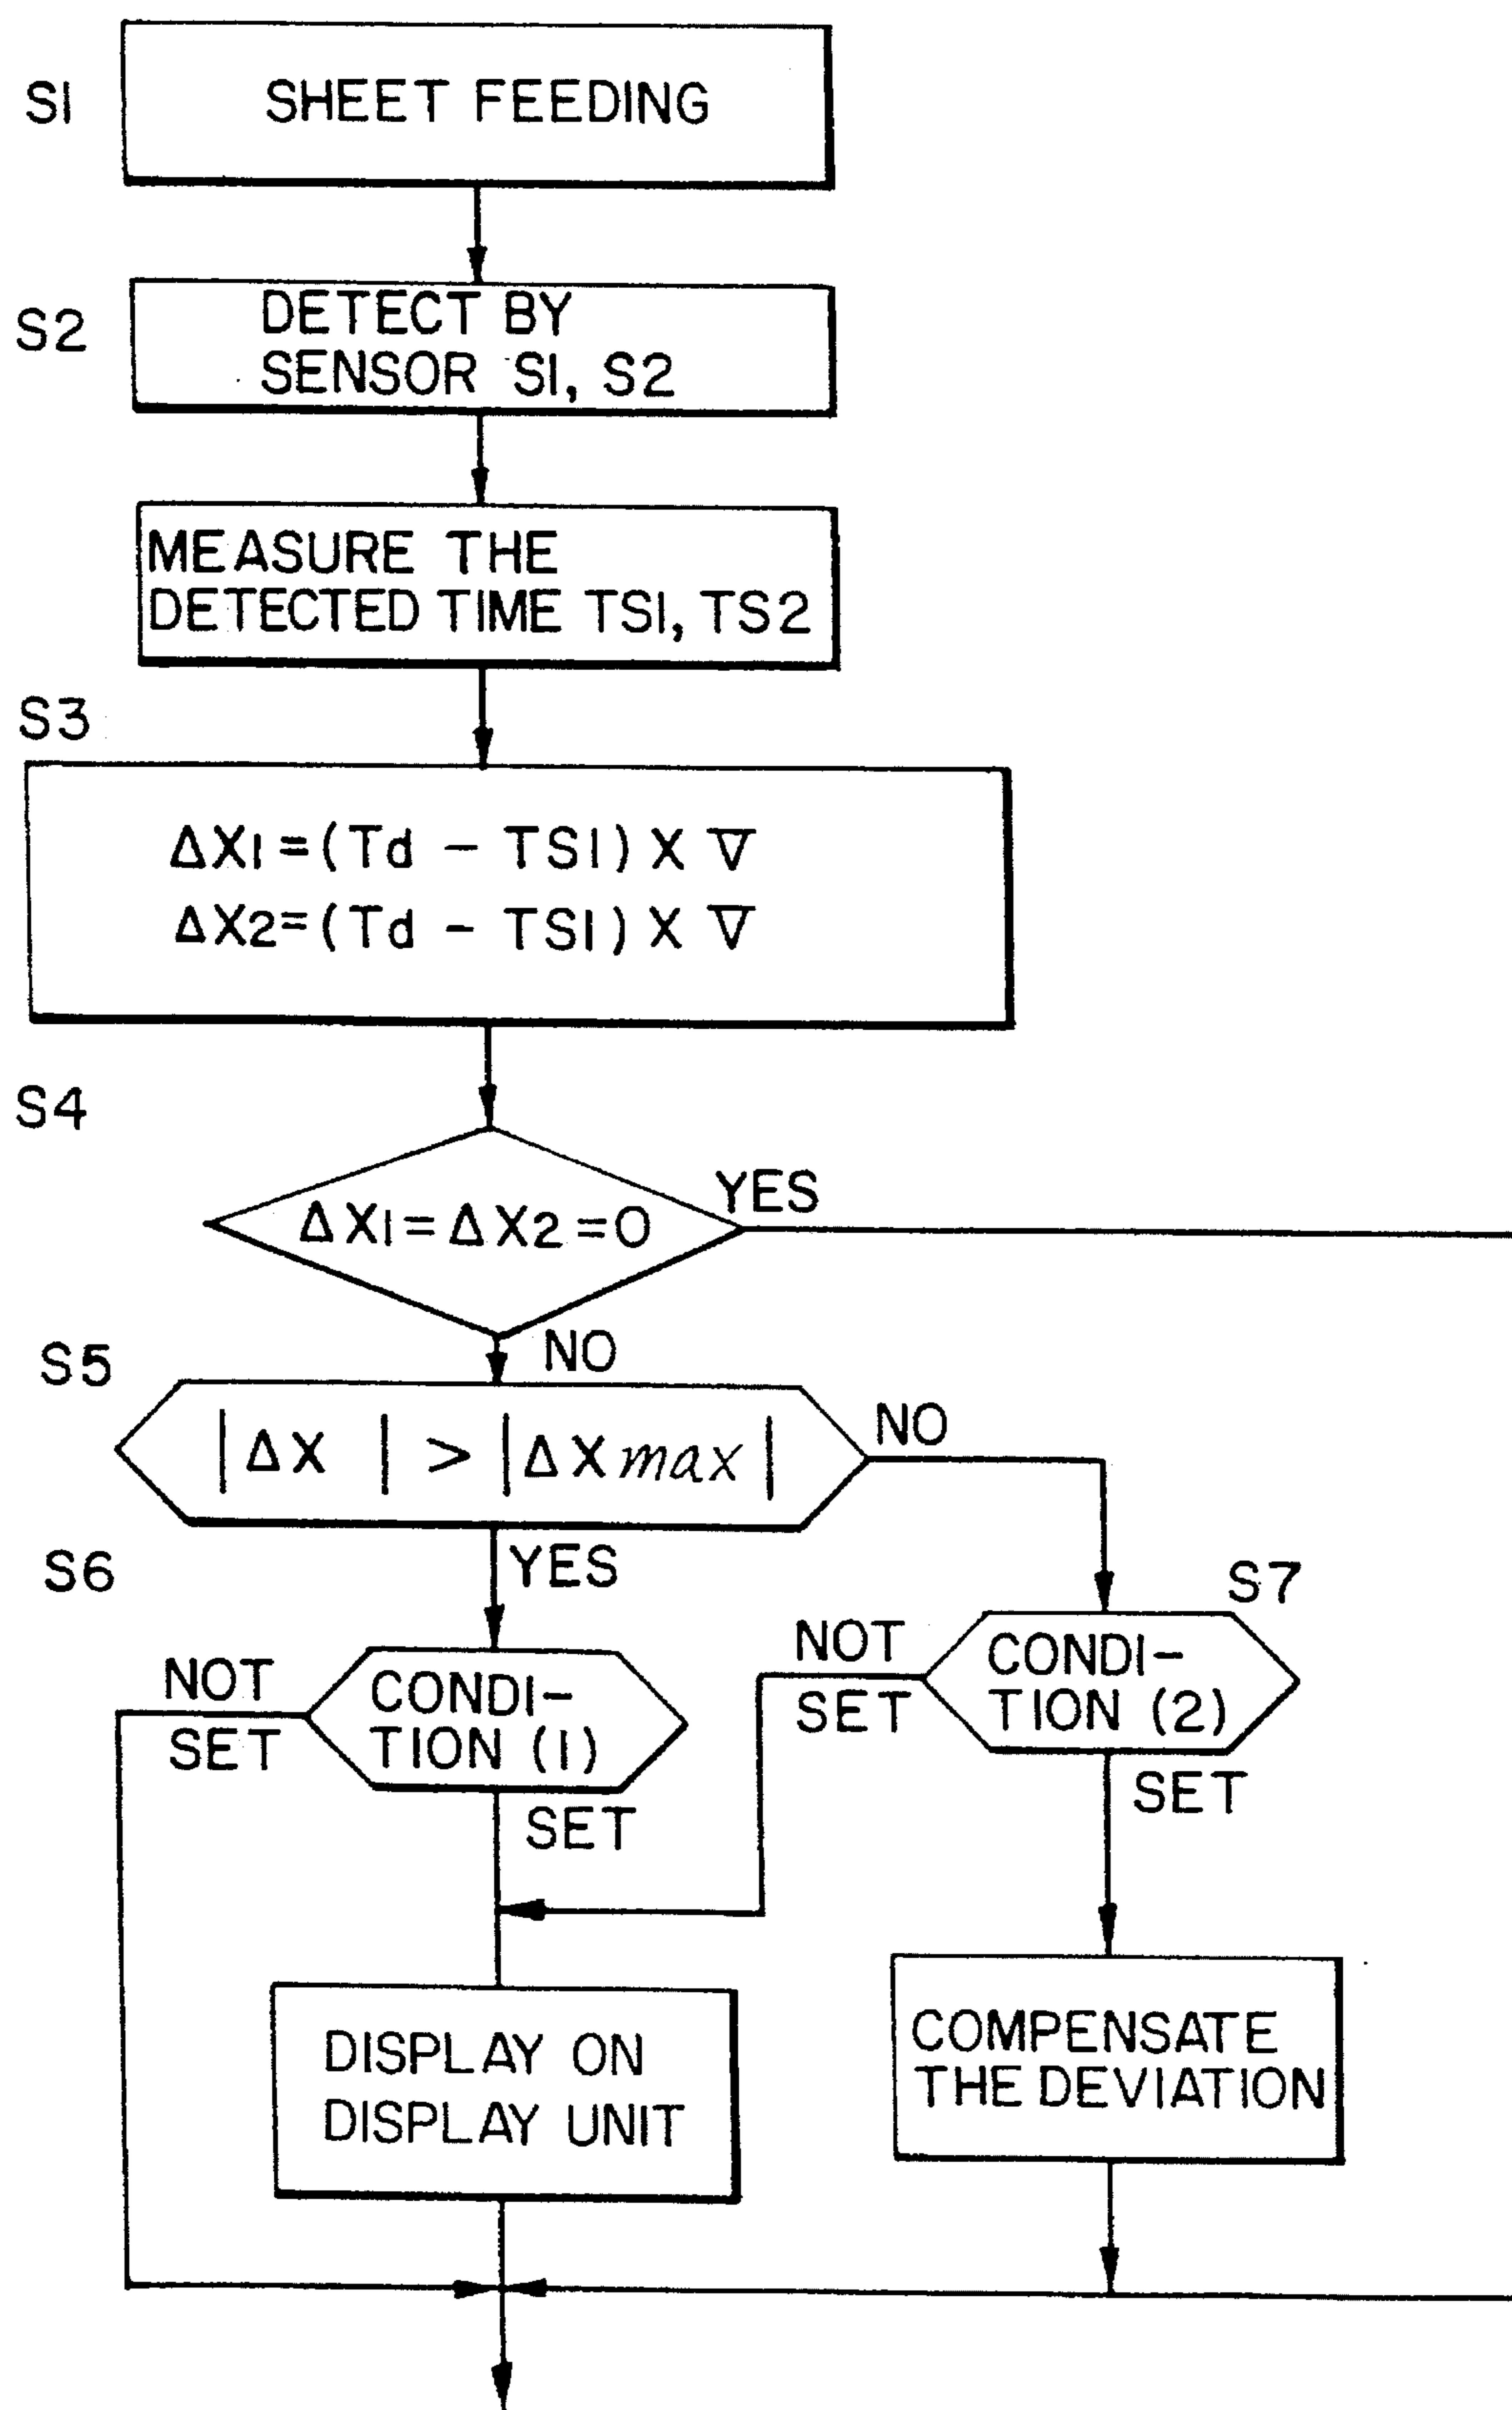 S1
SHEET FEEDING
S2
DETECT BY
SENSOR S1, S2
MEASURE THE
DETECTED TIME TS1, TS2
S3
ΔX1=(Td - TS1) X V
ΔX2=(Td - TS1) X V
S4
ΔX1=ΔX2=0
YES
NO
S5
|ΔX | > |ΔXmax|
NO
YES
S6
CONDI-
TION (1)
NOT
SET
SET
S7
CONDI-
TION (2)
NOT
SET
SET
DISPLAY ON
DISPLAY UNIT
COMPENSATE
THE DEVIATION